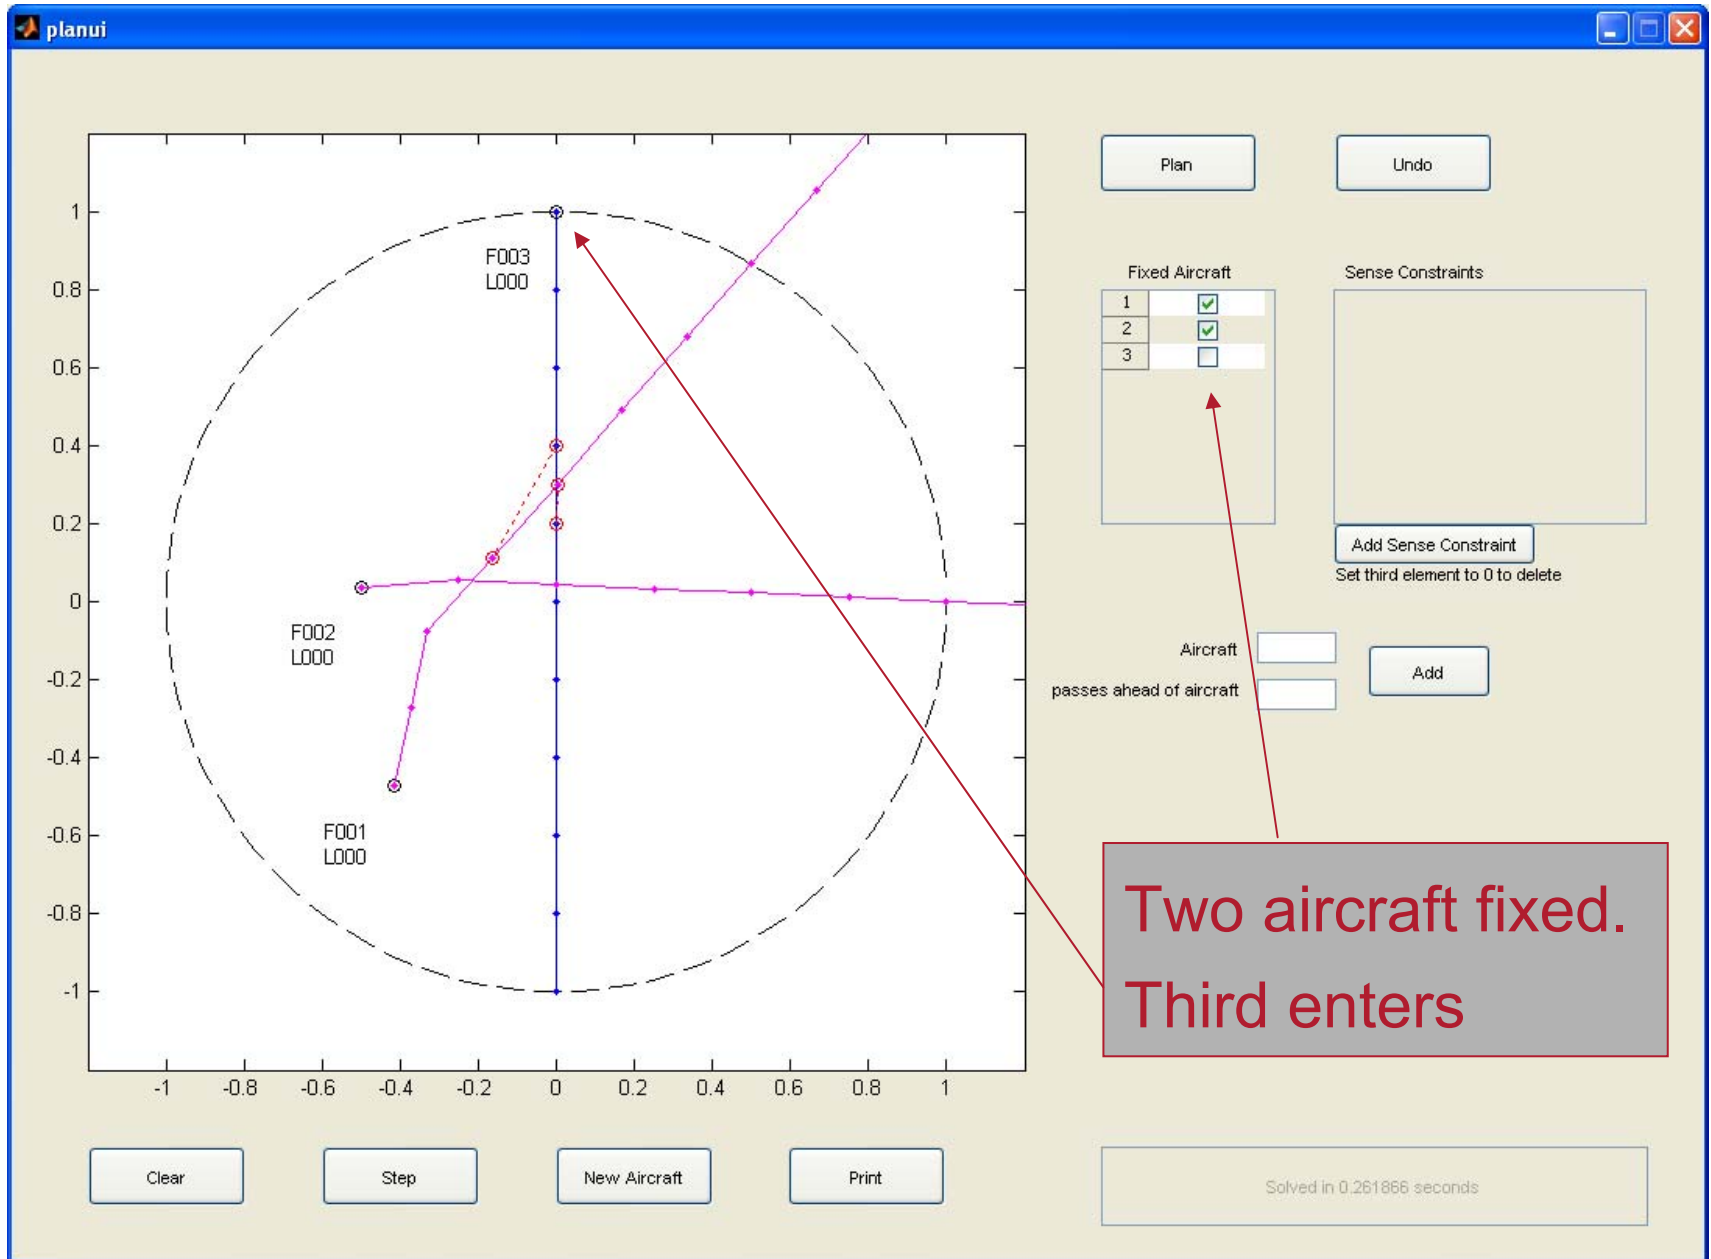 planui
Plan
Undo
Fixed Aircraft
Sense Constraints
1
2
3
1
0.8
0.6
0.4
0.2
0
-0.2
-0.4
-0.6
-0.8
-1
F003
L000
F002
L000
F001
L000
-1 -0.8 -0.6 -0.4 -0.2 0 0.2 0.4 0.6 0.8 1
Add Sense Constraint
Set third element to 0 to delete
Aircraft
passes ahead of aircraft
Add
Two aircraft fixed.
Third enters
Clear
Step
New Aircraft
Print
Solved in 0.261866 seconds